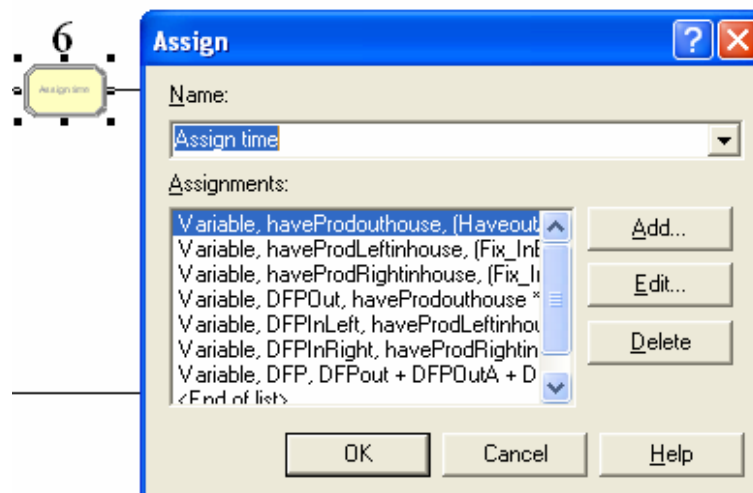 6
Assign time
Assign
Name:
Assign time
Assignments:
Variable, haveProdouthouse, (Haveout
Variable, haveProdLeftinhouse, (Fix_InE
Variable, haveProdRightinhouse, (Fix_In
Variable, DFPOut, haveProdouthouse *
Variable, DFPInLeft, haveProdLeftinhou
Variable, DFPInRight, haveProdRightin
Variable, DFP, DFPout + DFPOutA + D
<End of list>
Add...
Edit...
Delete
OK
Cancel
Help